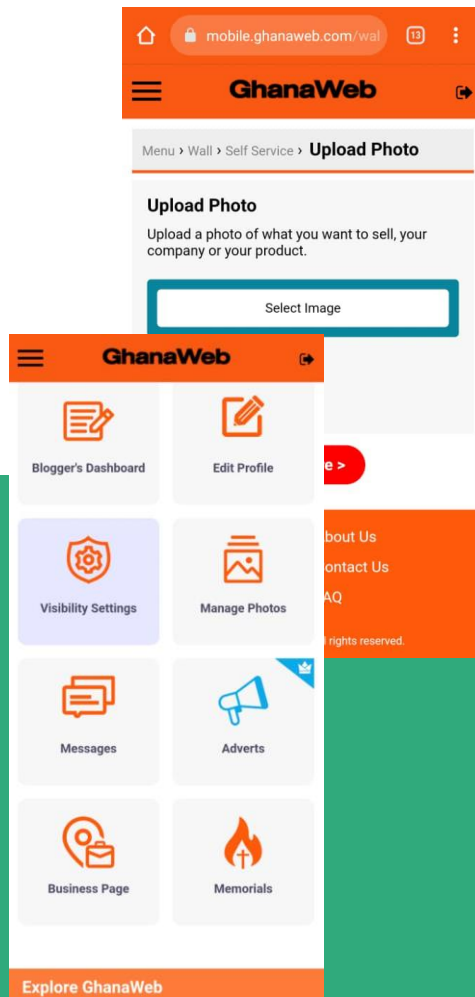 mobile.ghanaweb.com/wal
13
GhanaWeb
Menu › Wall › Self Service › Upload Photo
Upload Photo
Upload a photo of what you want to sell, your
company or your product.
Select Image
e >
bout Us
ontact Us
AQ
l rights reserved.
GhanaWeb
Blogger's Dashboard
Edit Profile
Visibility Settings
Manage Photos
Messages
Adverts
Business Page
Memorials
Explore GhanaWeb